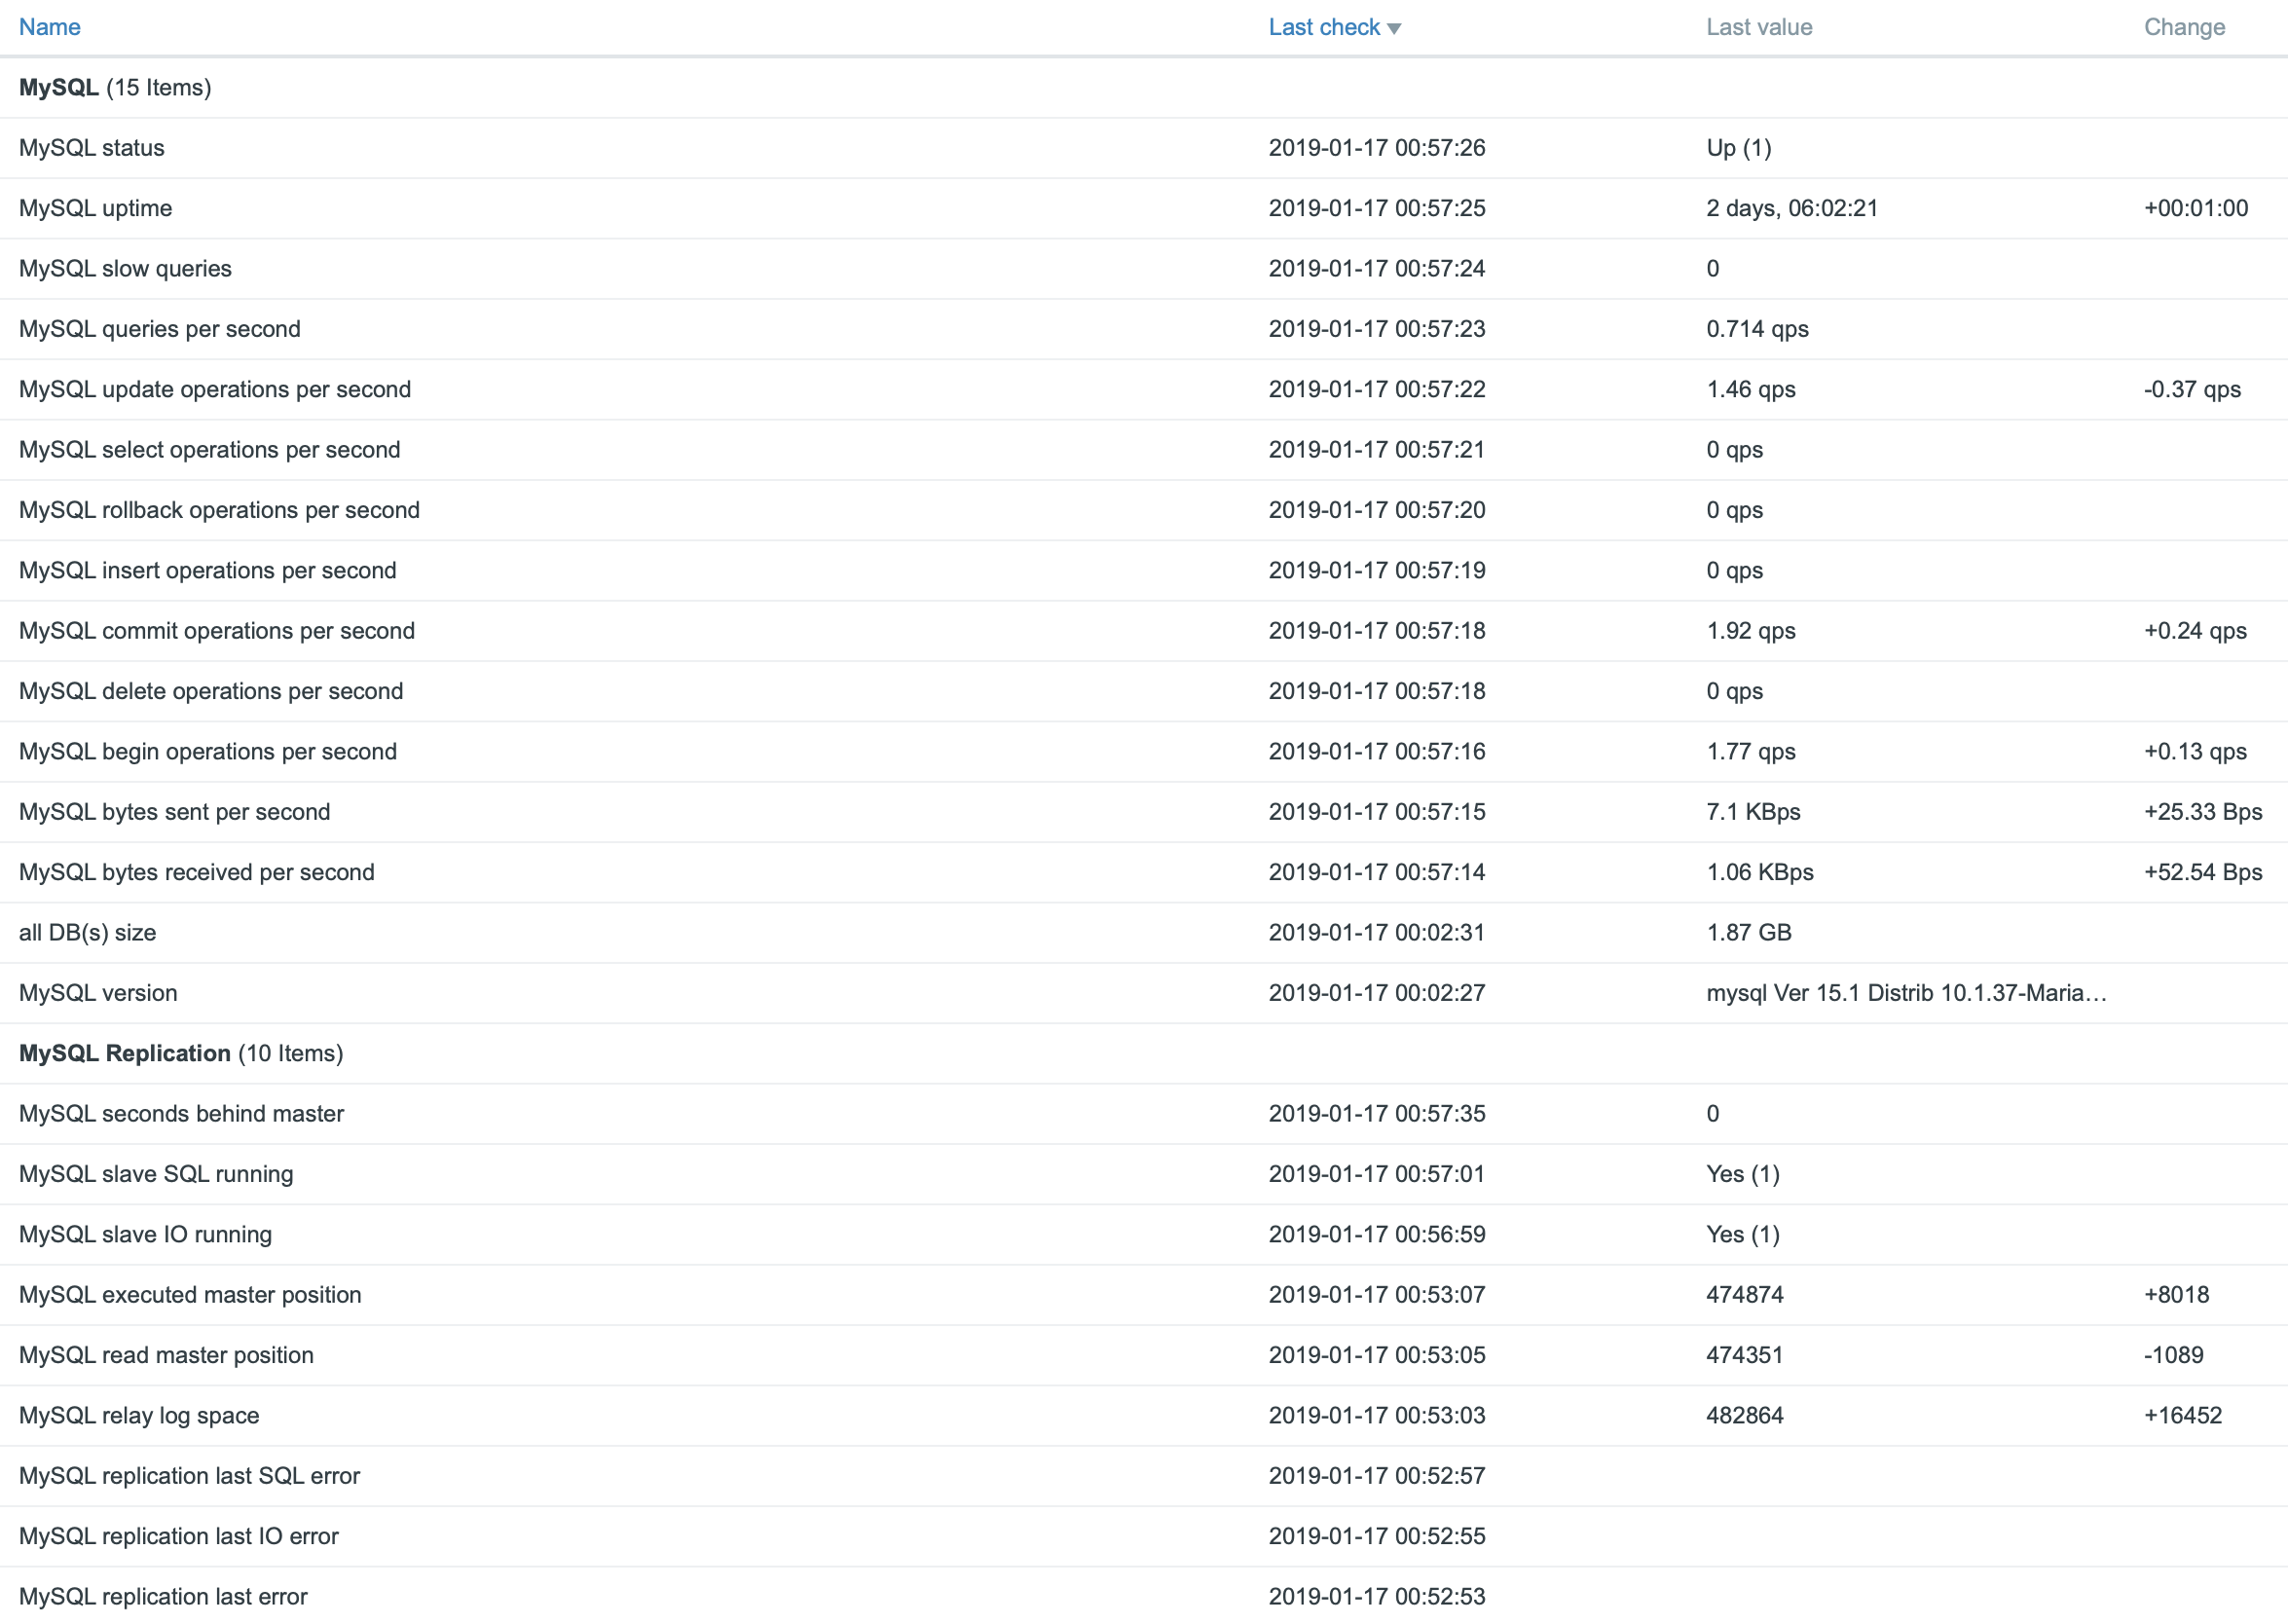 Name Last check ▼ Last value Change
MySQL (15 Items)
MySQL status 2019-01-17 00:57:26 Up (1)
MySQL uptime 2019-01-17 00:57:25 2 days, 06:02:21 +00:01:00
MySQL slow queries 2019-01-17 00:57:24 0
MySQL queries per second 2019-01-17 00:57:23 0.714 qps
MySQL update operations per second 2019-01-17 00:57:22 1.46 qps -0.37 qps
MySQL select operations per second 2019-01-17 00:57:21 0 qps
MySQL rollback operations per second 2019-01-17 00:57:20 0 qps
MySQL insert operations per second 2019-01-17 00:57:19 0 qps
MySQL commit operations per second 2019-01-17 00:57:18 1.92 qps +0.24 qps
MySQL delete operations per second 2019-01-17 00:57:18 0 qps
MySQL begin operations per second 2019-01-17 00:57:16 1.77 qps +0.13 qps
MySQL bytes sent per second 2019-01-17 00:57:15 7.1 KBps +25.33 Bps
MySQL bytes received per second 2019-01-17 00:57:14 1.06 KBps +52.54 Bps
all DB(s) size 2019-01-17 00:02:31 1.87 GB
MySQL version 2019-01-17 00:02:27 mysql Ver 15.1 Distrib 10.1.37-Maria...
MySQL Replication (10 Items)
MySQL seconds behind master 2019-01-17 00:57:35 0
MySQL slave SQL running 2019-01-17 00:57:01 Yes (1)
MySQL slave IO running 2019-01-17 00:56:59 Yes (1)
MySQL executed master position 2019-01-17 00:53:07 474874 +8018
MySQL read master position 2019-01-17 00:53:05 474351 -1089
MySQL relay log space 2019-01-17 00:53:03 482864 +16452
MySQL replication last SQL error 2019-01-17 00:52:57
MySQL replication last IO error 2019-01-17 00:52:55
MySQL replication last error 2019-01-17 00:52:53